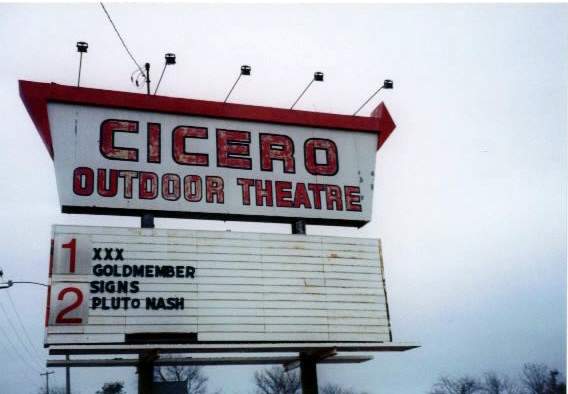 CICERO
OUTDOOR THEATRE
1 XXX
GOLDMEMBER
2 SIGNS
PLUTO NASH